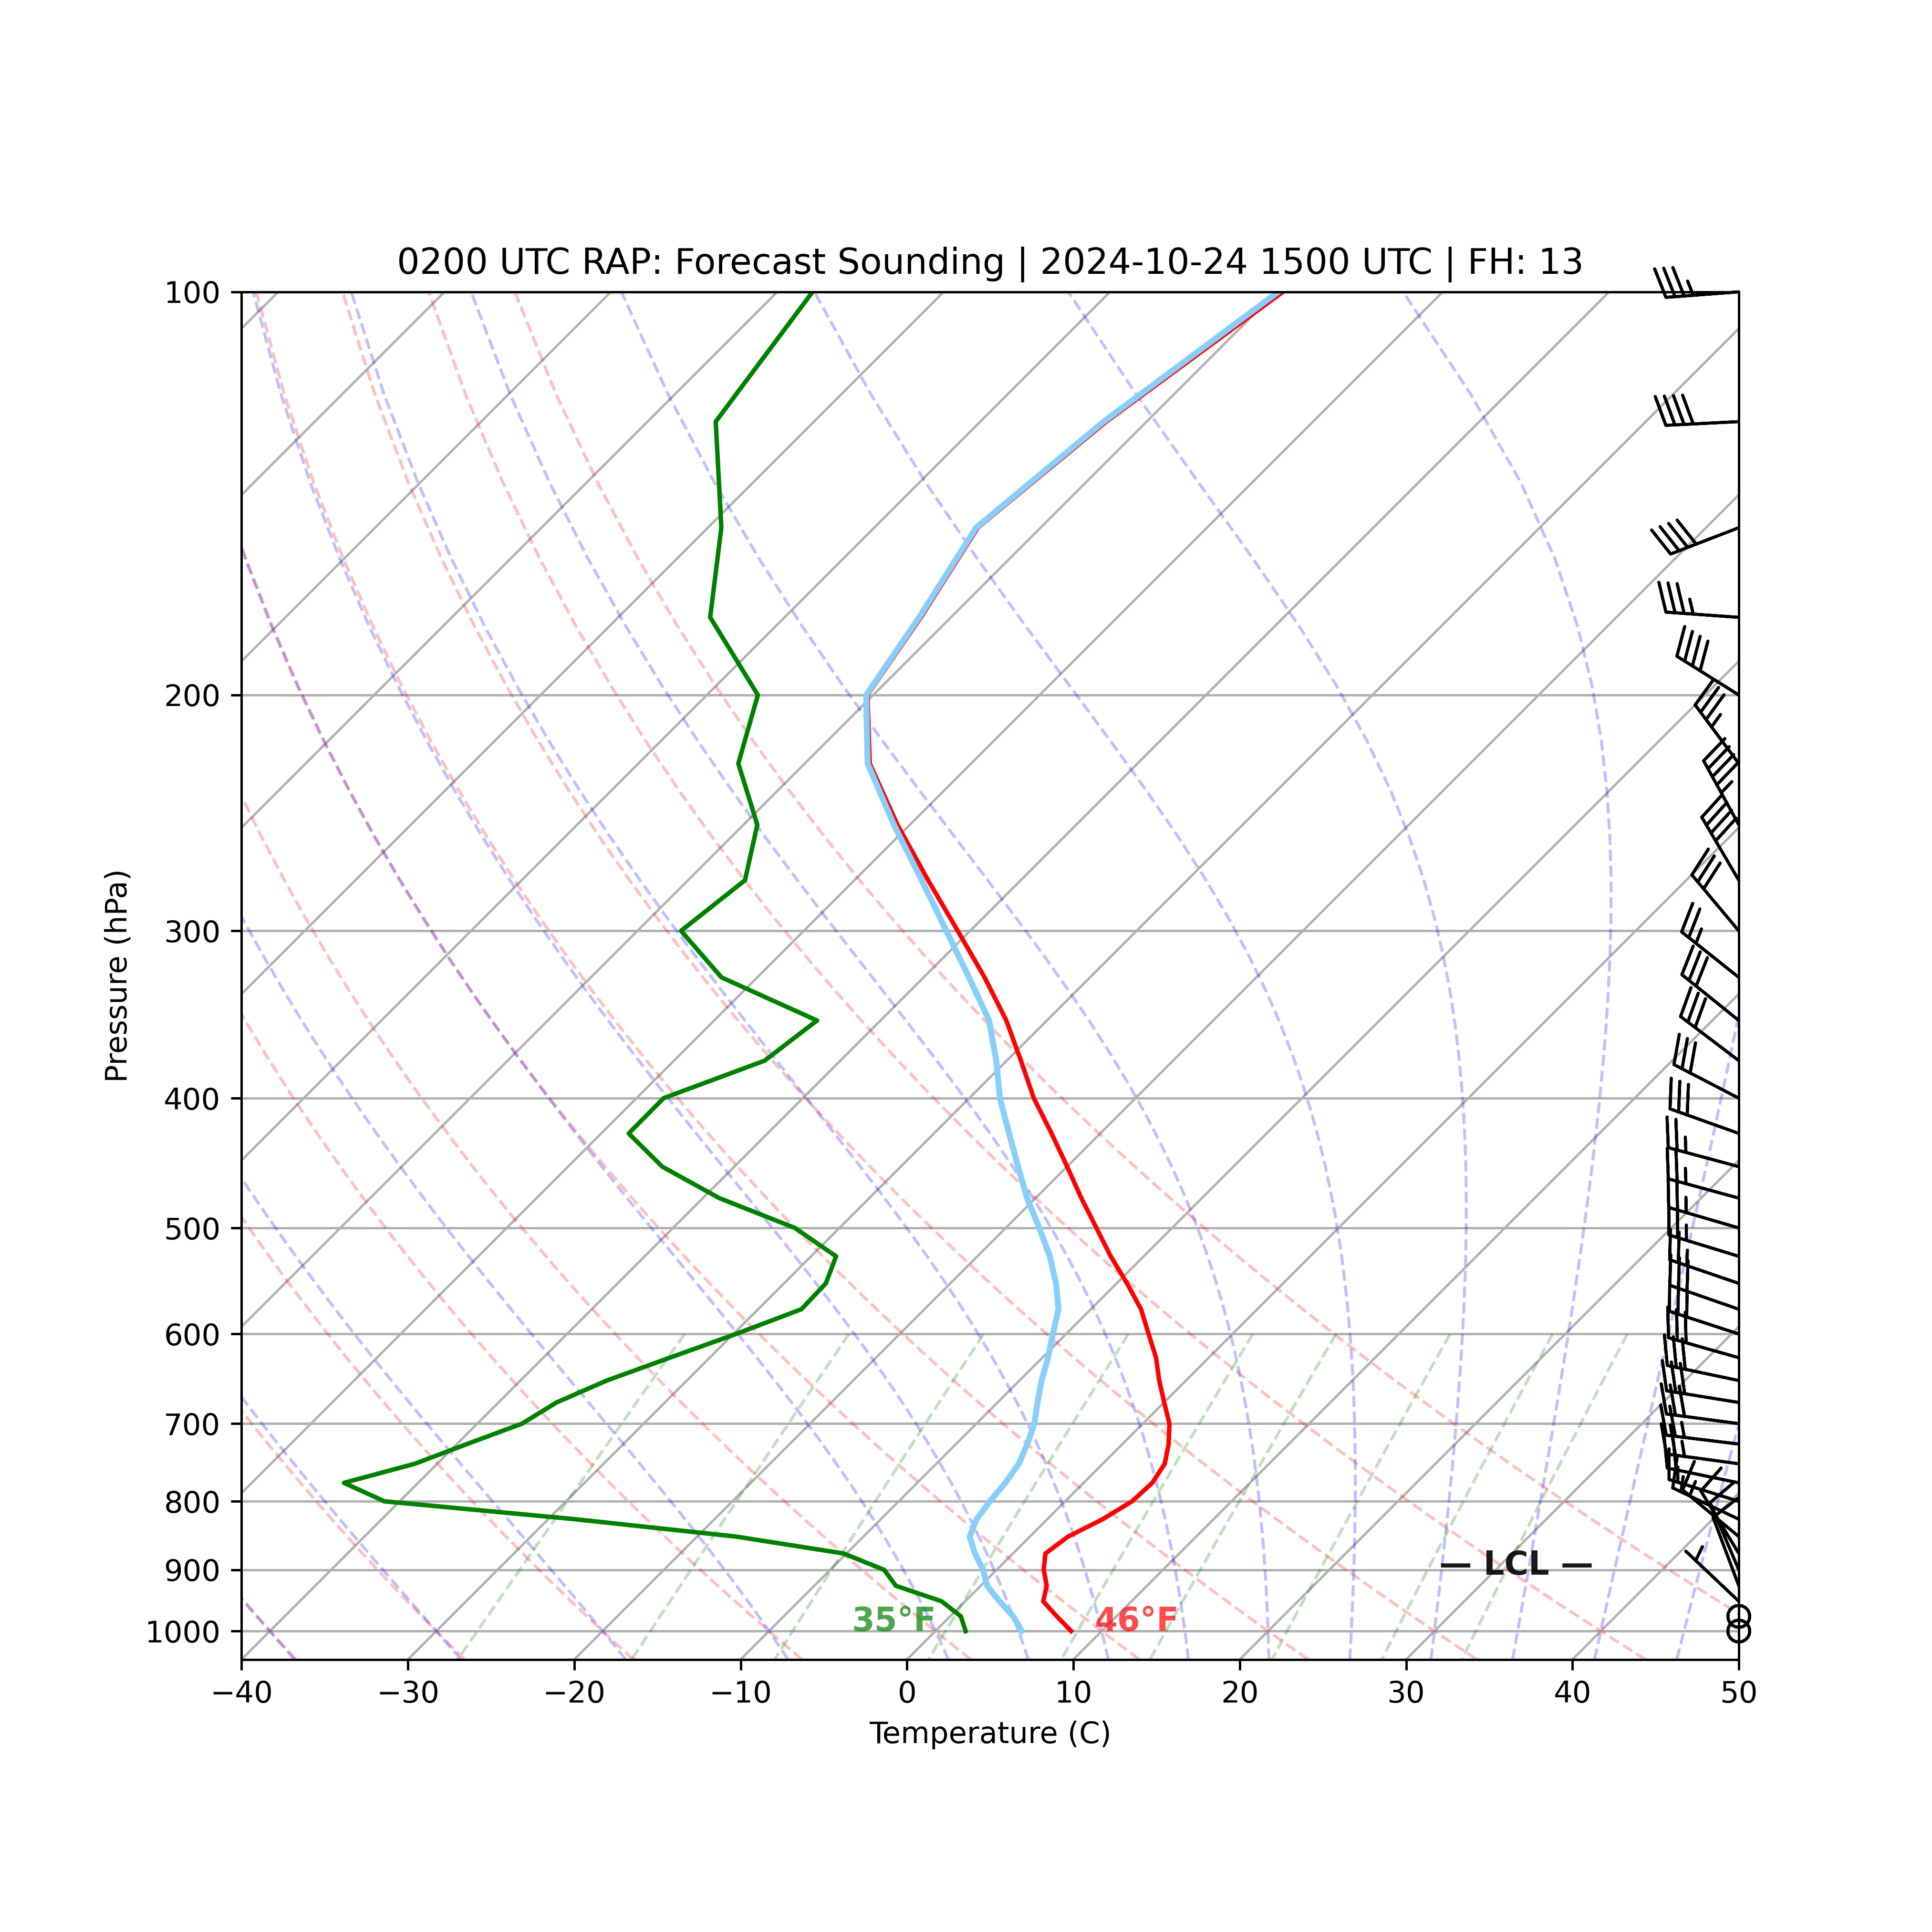 0200 UTC RAP: Forecast Sounding | 2024-10-24 1500 UTC | FH: 13
100
200
300
400
500
600
700
800
900
1000
Pressure (hPa)
— LCL —
35°F
46°F
−40 −30 −20 −10 0 10 20 30 40 50
Temperature (C)